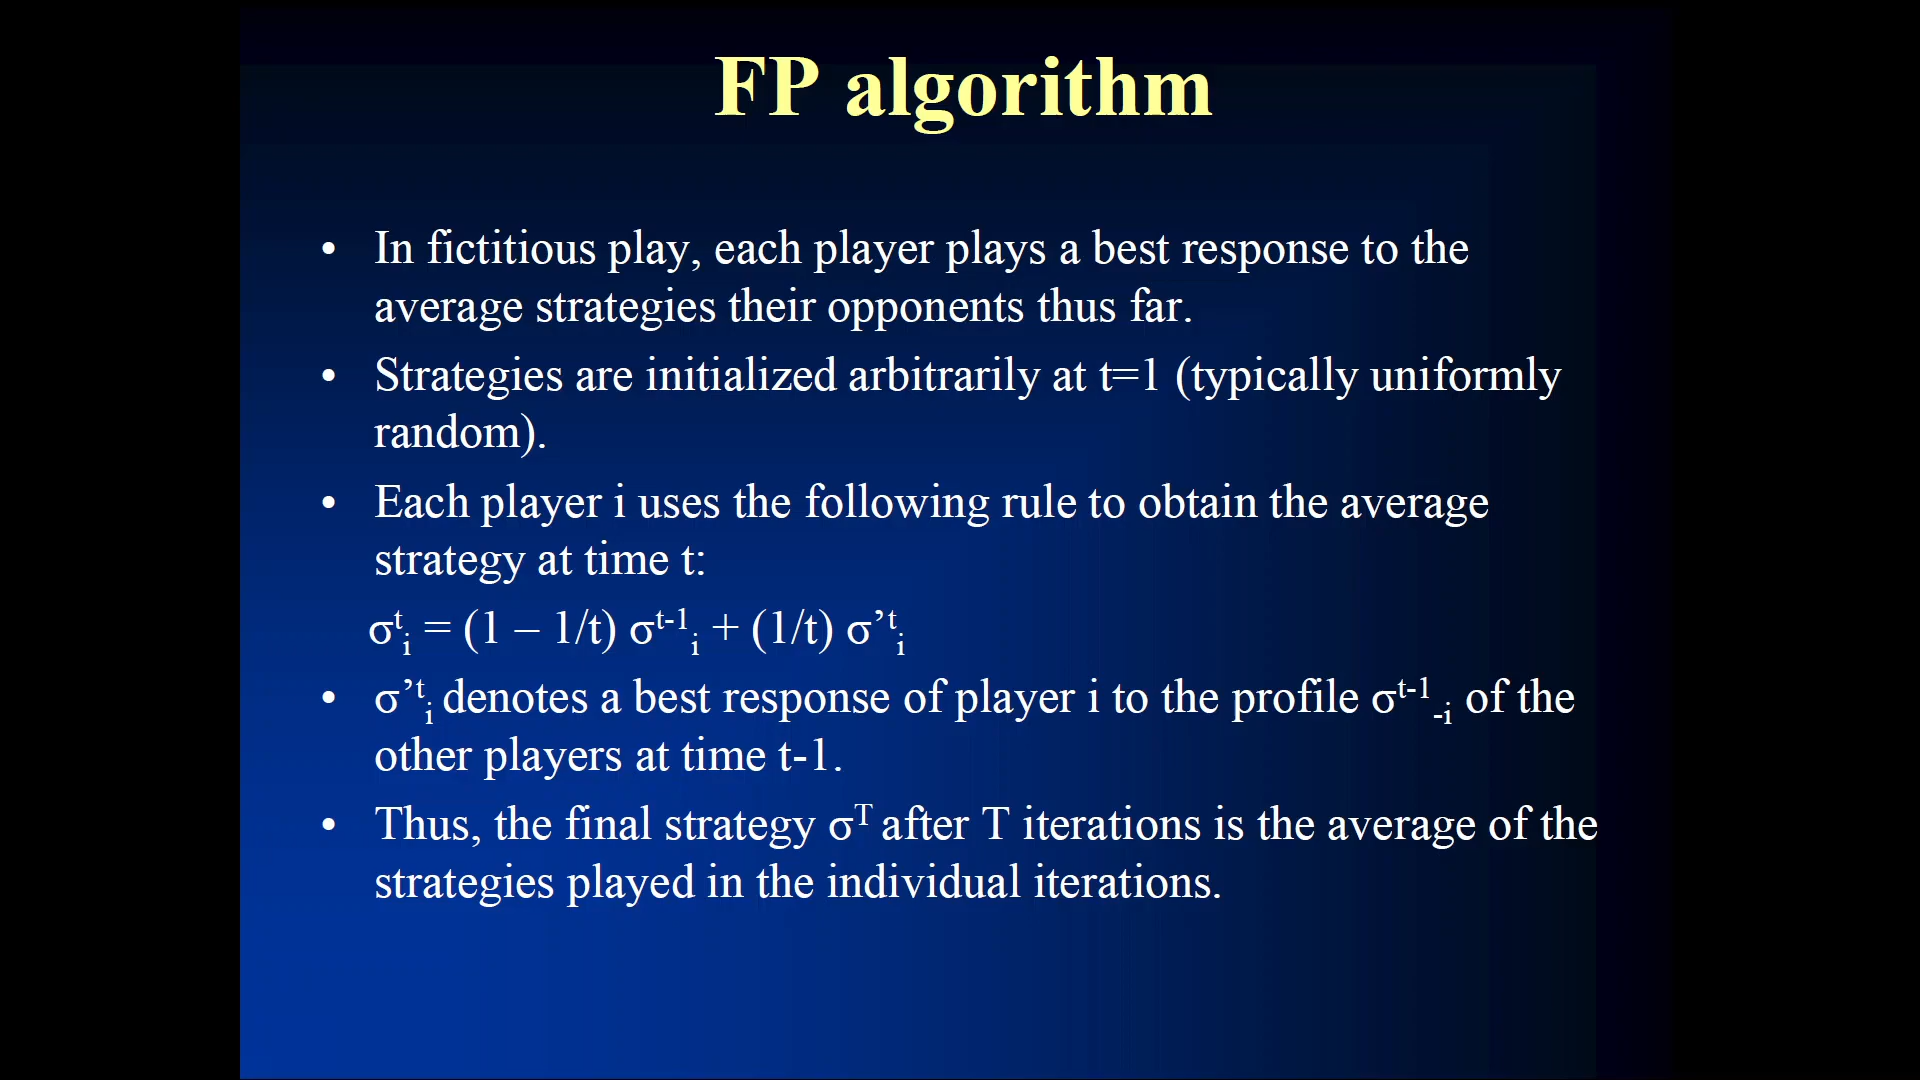 FP algorithm
• In fictitious play, each player plays a best response to the
average strategies their opponents thus far.
• Strategies are initialized arbitrarily at t=1 (typically uniformly
random).
• Each player i uses the following rule to obtain the average
strategy at time t:
σᵗᵢ = (1 – 1/t) σᵗ⁻¹ᵢ + (1/t) σ’ᵗᵢ
• σ’ᵗᵢ denotes a best response of player i to the profile σᵗ⁻¹₋ᵢ of the
other players at time t-1.
• Thus, the final strategy σᵀ after T iterations is the average of the
strategies played in the individual iterations.